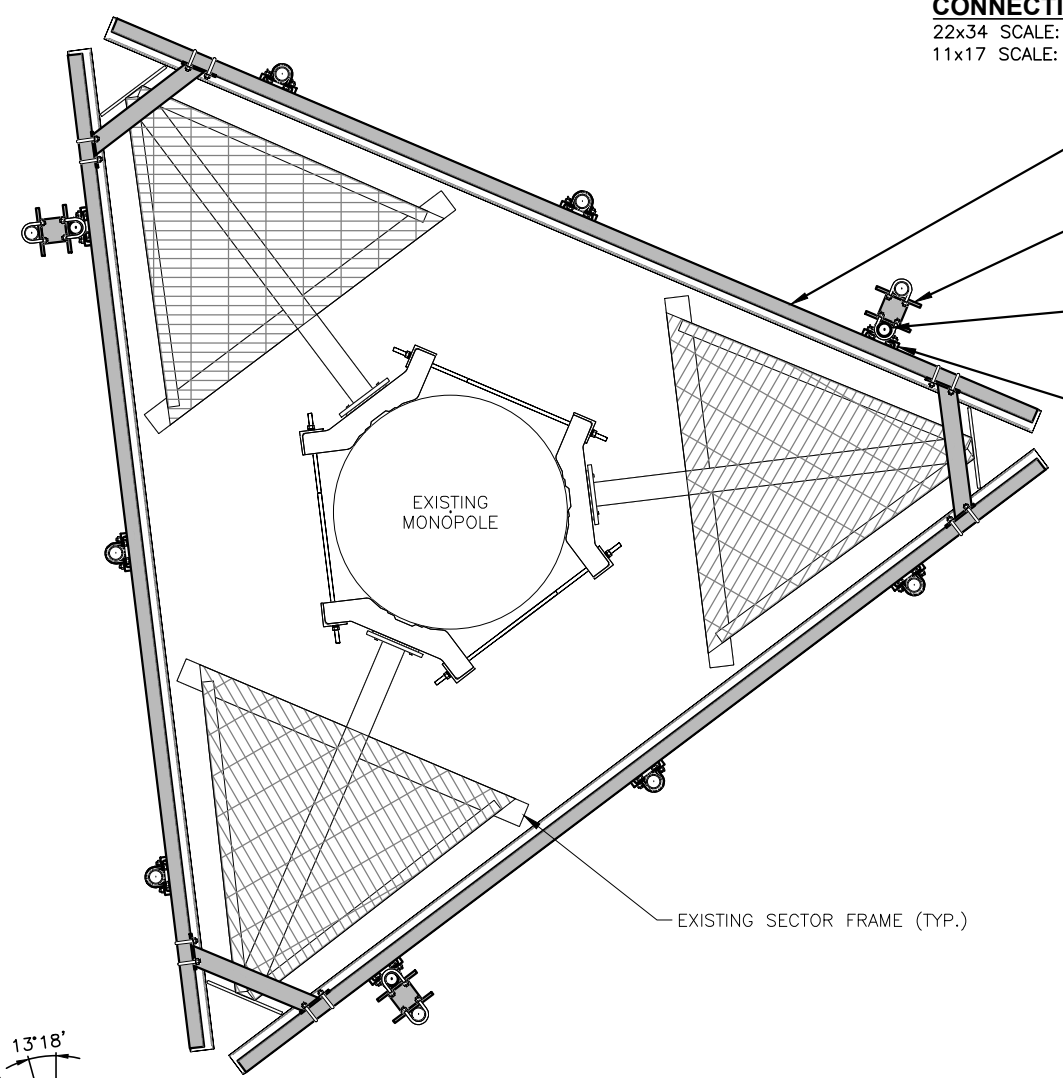 CONNECTI
22x34 SCALE:
11x17 SCALE:
EXISTING
MONOPOLE
EXISTING SECTOR FRAME (TYP.)
13°18'